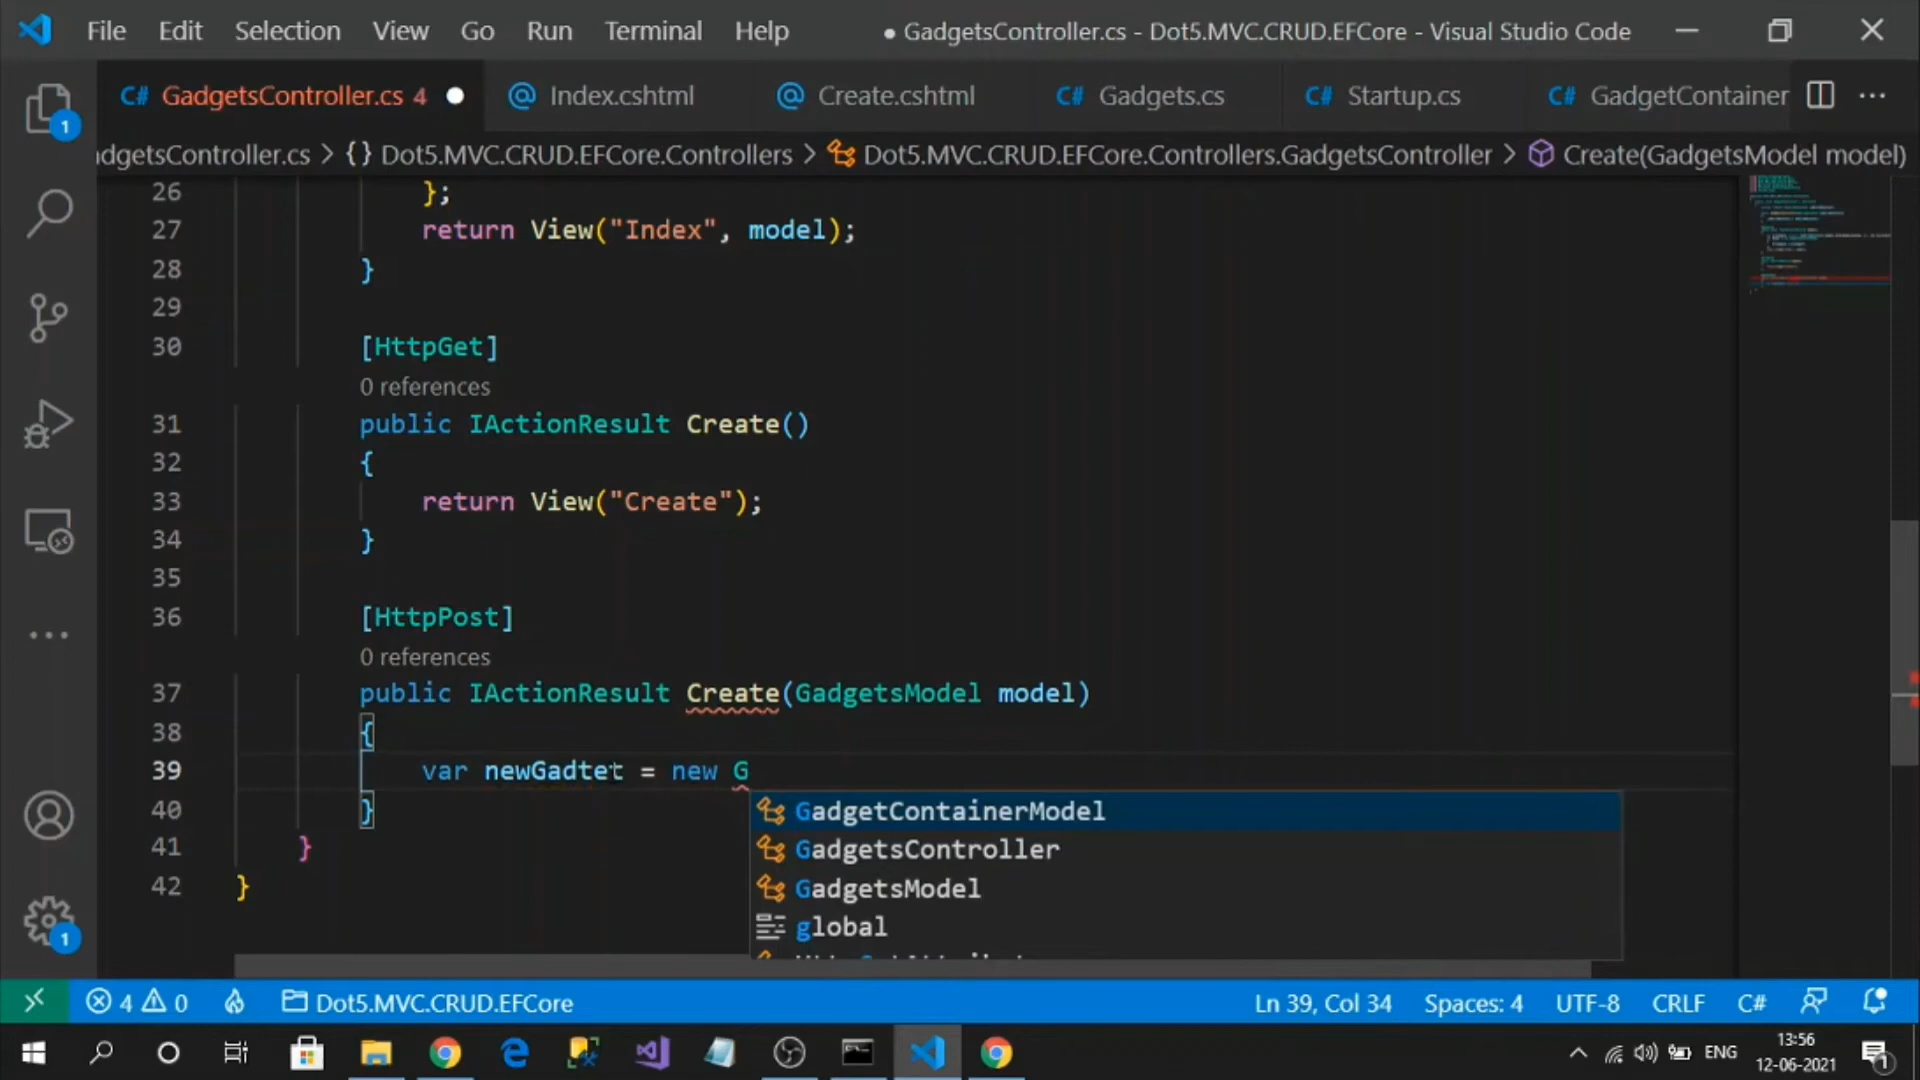 File Edit Selection View Go Run Terminal Help ● GadgetsController.cs - Dot5.MVC.CRUD.EFCore - Visual Studio Code
C# GadgetsController.cs 4 @ Index.cshtml @ Create.cshtml C# Gadgets.cs C# Startup.cs C# GadgetContainer
dgetsController.cs > {} Dot5.MVC.CRUD.EFCore.Controllers > Dot5.MVC.CRUD.EFCore.Controllers.GadgetsController > Create(GadgetsModel model)
26 };
27 return View("Index", model);
28 }
29
30 [HttpGet]
0 references
31 public IActionResult Create()
32 {
33 return View("Create");
34 }
35
36 [HttpPost]
0 references
37 public IActionResult Create(GadgetsModel model)
38 {
39 var newGadtet = new G
40 }
41 }
42 }
GadgetContainerModel
GadgetsController
GadgetsModel
global
1
1
4 0 Dot5.MVC.CRUD.EFCore Ln 39, Col 34 Spaces: 4 UTF-8 CRLF C#
ENG 13:56
12-06-2021
1